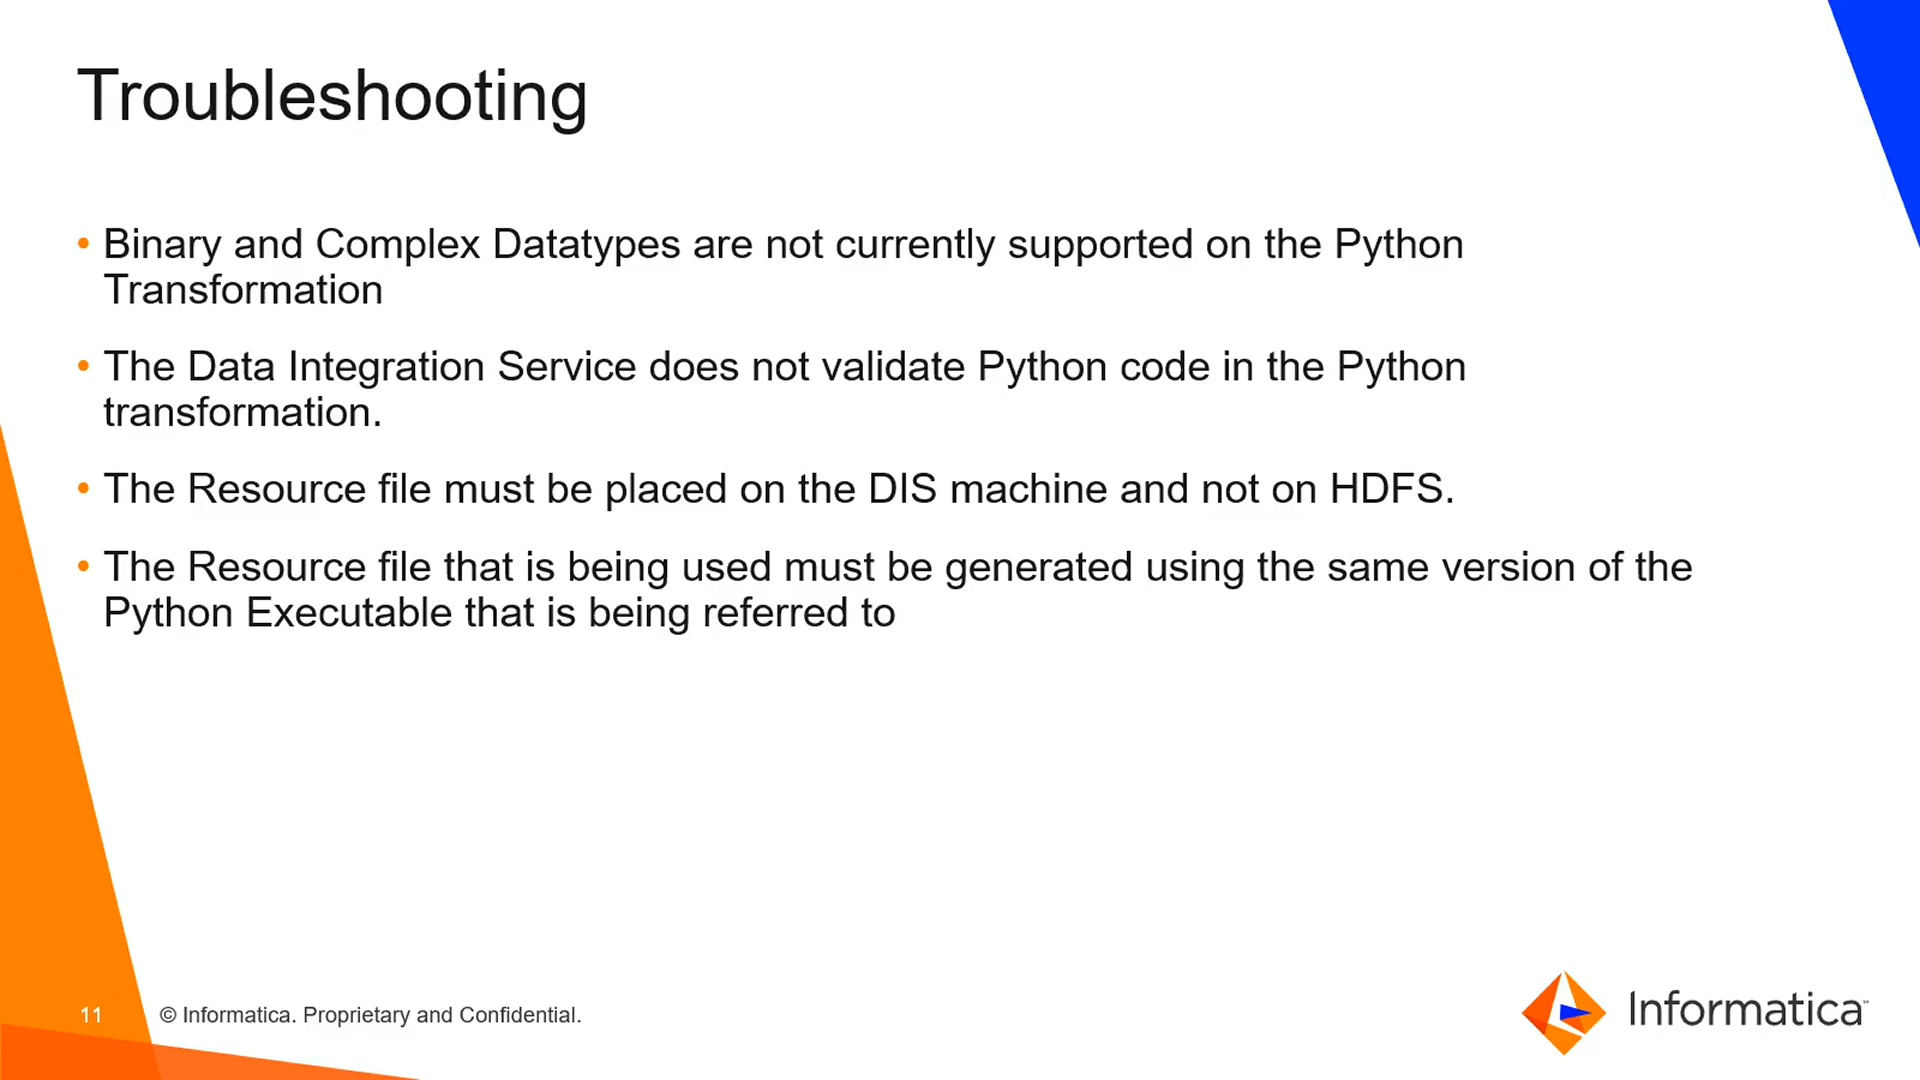 Troubleshooting
• Binary and Complex Datatypes are not currently supported on the Python
Transformation
• The Data Integration Service does not validate Python code in the Python
transformation.
• The Resource file must be placed on the DIS machine and not on HDFS.
• The Resource file that is being used must be generated using the same version of the
Python Executable that is being referred to
11 © Informatica. Proprietary and Confidential.
Informatica™